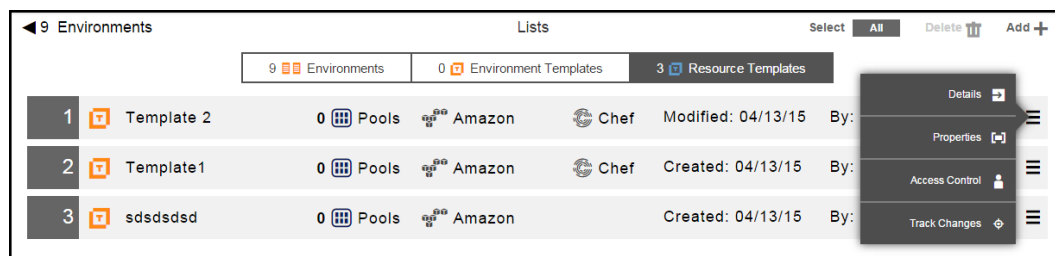 9 Environments Lists Select All Delete Add
9 Environments 0 Environment Templates 3 Resource Templates
Details
1 Template 2 0 Pools Amazon Chef Modified: 04/13/15 By:
Properties
2 Template1 0 Pools Amazon Chef Created: 04/13/15 By:
Access Control
3 sdsdsdsd 0 Pools Amazon Created: 04/13/15 By:
Track Changes